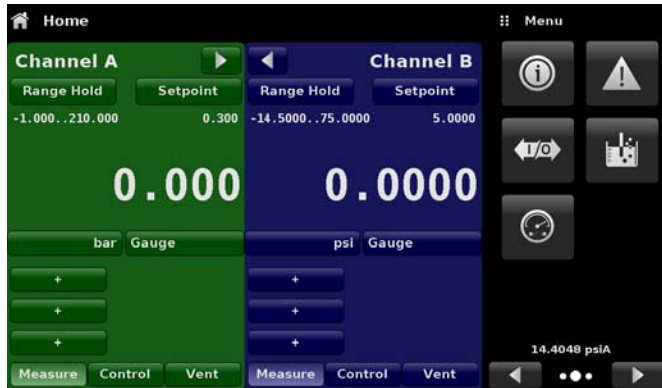 Home
Menu
Channel A
Channel B
Range Hold Setpoint
Range Hold Setpoint
-1.000..210.000 0.300
-14.5000..75.0000 5.0000
I/O
0.000
0.0000
bar Gauge
psi Gauge
+
+
+
+
+
+
14.4048 psiA
Measure Control Vent
Measure Control Vent